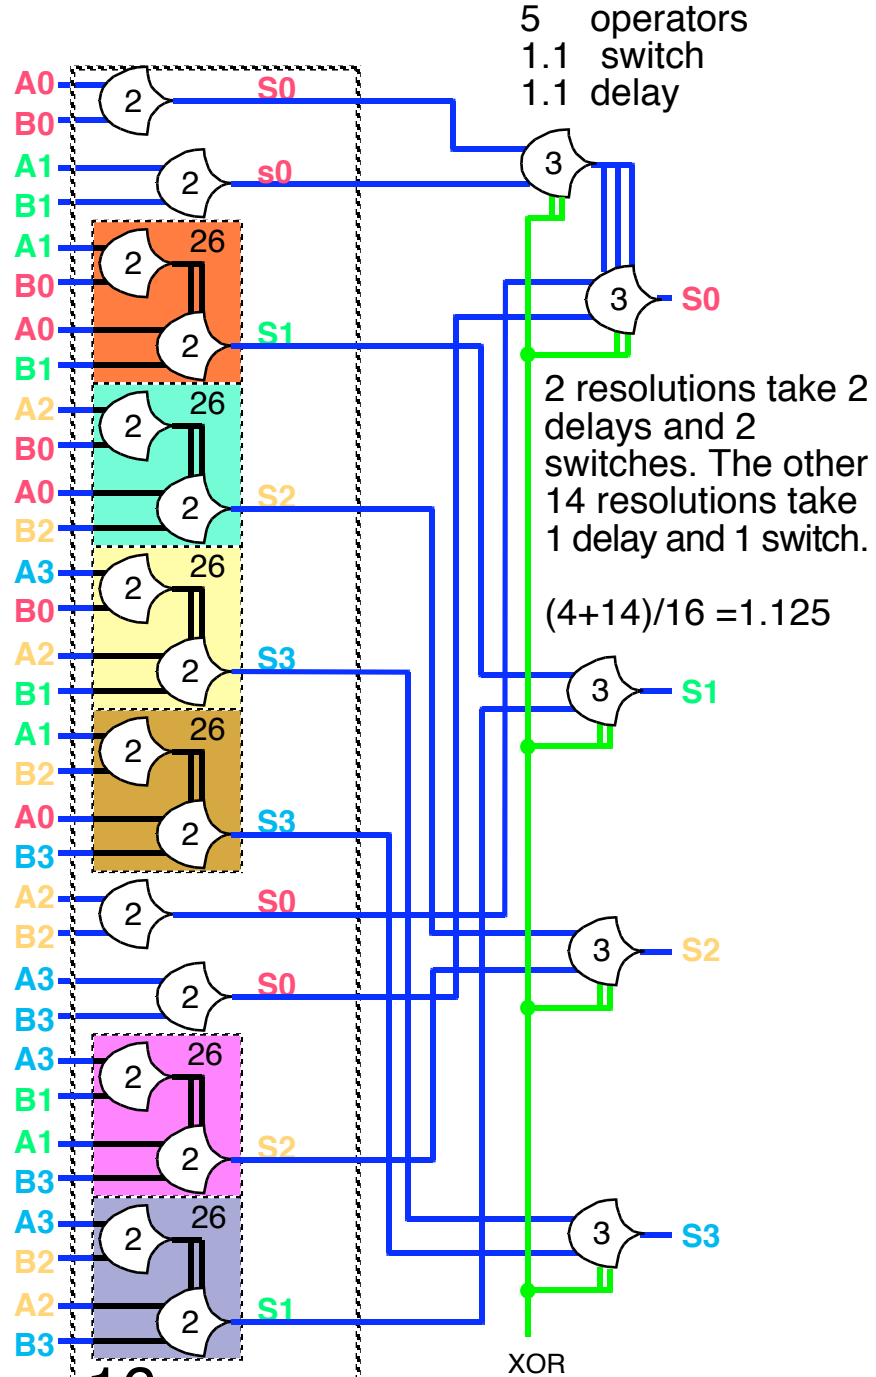 5 operators
1.1 switch
1.1 delay
A0
2
S0
B0
A1
2
s0
3
B1
A1
2
26
B0
A0
2
S1
3
S0
B1
A2
2
26
B0
A0
2
S2
B2
2 resolutions take 2
delays and 2
switches. The other
14 resolutions take
1 delay and 1 switch.
(4+14)/16 =1.125
A3
2
26
B0
A2
2
S3
B1
3
S1
A1
2
26
B2
A0
2
S3
B3
A2
2
S0
B2
3
S2
A3
2
S0
B3
A3
2
26
B1
A1
2
S2
B3
A3
2
26
B2
3
S3
A2
2
S1
B3
XOR